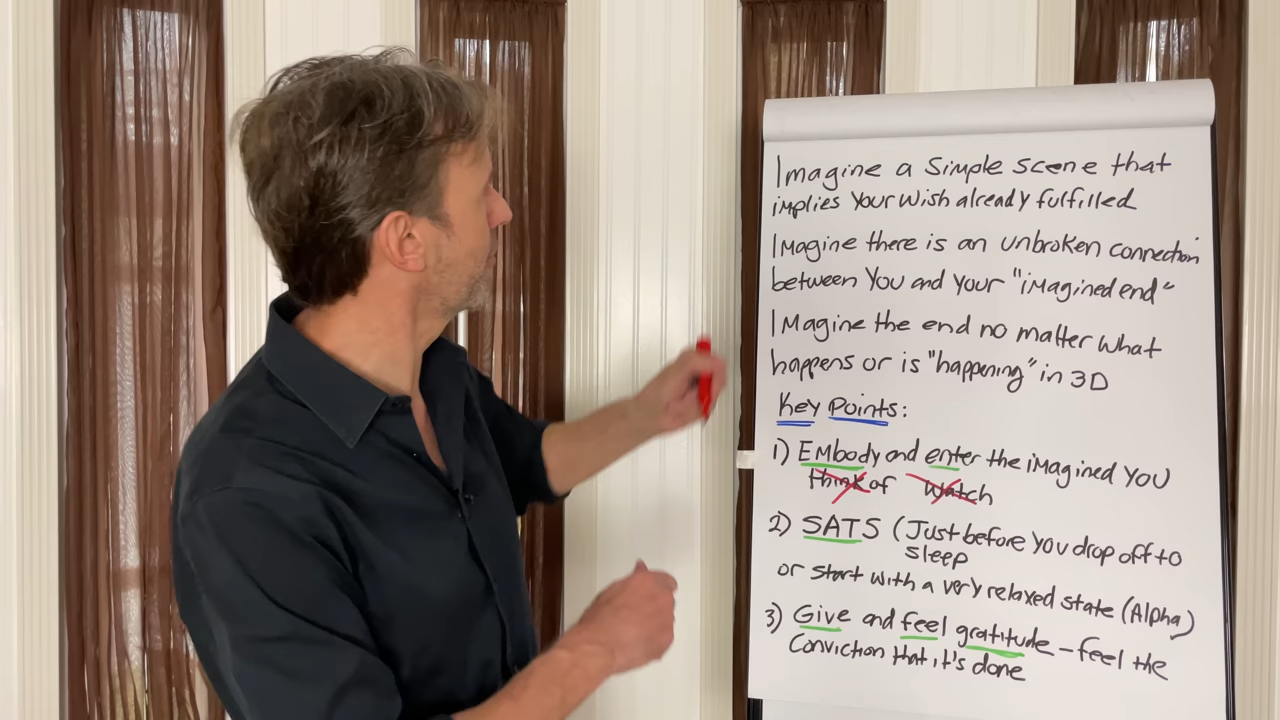 Imagine a Simple scene that
implies your wish already fulfilled
Imagine there is an unbroken connection
between you and your "imagined end"
Imagine the end no matter what
happens or is "happening" in 3D
Key Points:
1) Embody and enter the imagined you
think of watch
2) SATS (Just before you drop off to
sleep
or start with a very relaxed state (Alpha)
3) Give and feel gratitude – feel the
Conviction that it's done